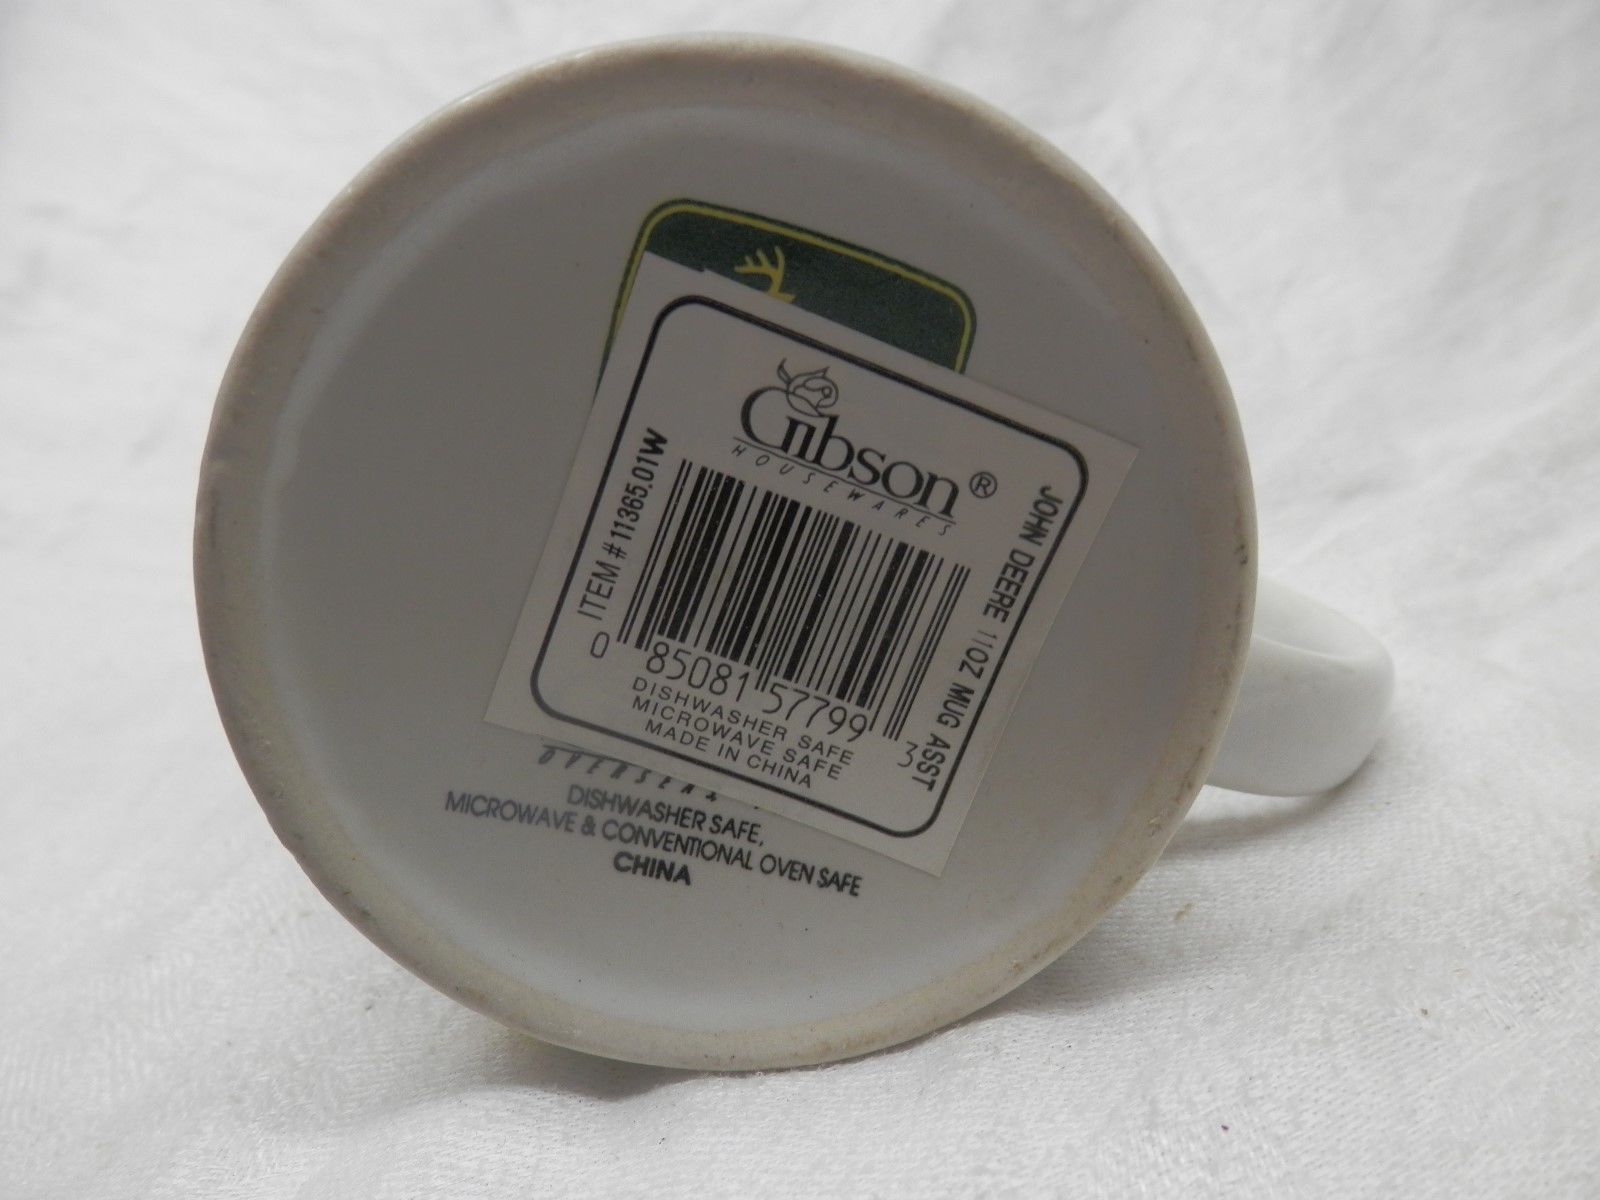 Gibson ®
HOUSEWARES
ITEM # 11365.01W
JOHN DEERE 11OZ MUG ASST
0 85081 57799 3
DISHWASHER SAFE
MICROWAVE SAFE
MADE IN CHINA
DISHWASHER SAFE,
MICROWAVE & CONVENTIONAL OVEN SAFE
CHINA